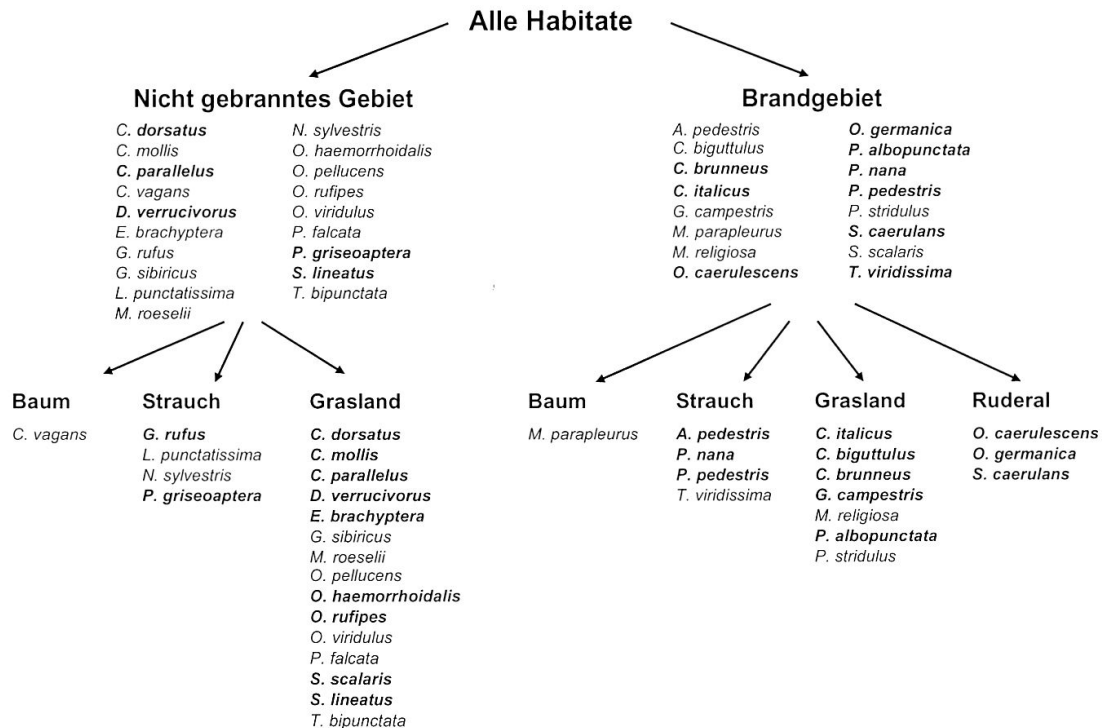 Alle Habitate
Nicht gebranntes Gebiet
C. dorsatus
C. mollis
C. parallelus
C. vagans
D. verrucivorus
E. brachyptera
G. rufus
G. sibiricus
L. punctatissima
M. roeselii
N. sylvestris
O. haemorrhoidalis
O. pellucens
O. rufipes
O. viridulus
P. falcata
P. griseoaptera
S. lineatus
T. bipunctata
Brandgebiet
A. pedestris
C. biguttulus
C. brunneus
C. italicus
G. campestris
M. parapleurus
M. religiosa
O. caerulescens
O. germanica
P. albopunctata
P. nana
P. pedestris
P. stridulus
S. caerulans
S. scalaris
T. viridissima
Baum
C. vagans
Strauch
G. rufus
L. punctatissima
N. sylvestris
P. griseoaptera
Grasland
C. dorsatus
C. mollis
C. parallelus
D. verrucivorus
E. brachyptera
G. sibiricus
M. roeselii
O. pellucens
O. haemorrhoidalis
O. rufipes
O. viridulus
P. falcata
S. scalaris
S. lineatus
T. bipunctata
Baum
M. parapleurus
Strauch
A. pedestris
P. nana
P. pedestris
T. viridissima
Grasland
C. italicus
C. biguttulus
C. brunneus
G. campestris
M. religiosa
P. albopunctata
P. stridulus
Ruderal
O. caerulescens
O. germanica
S. caerulans